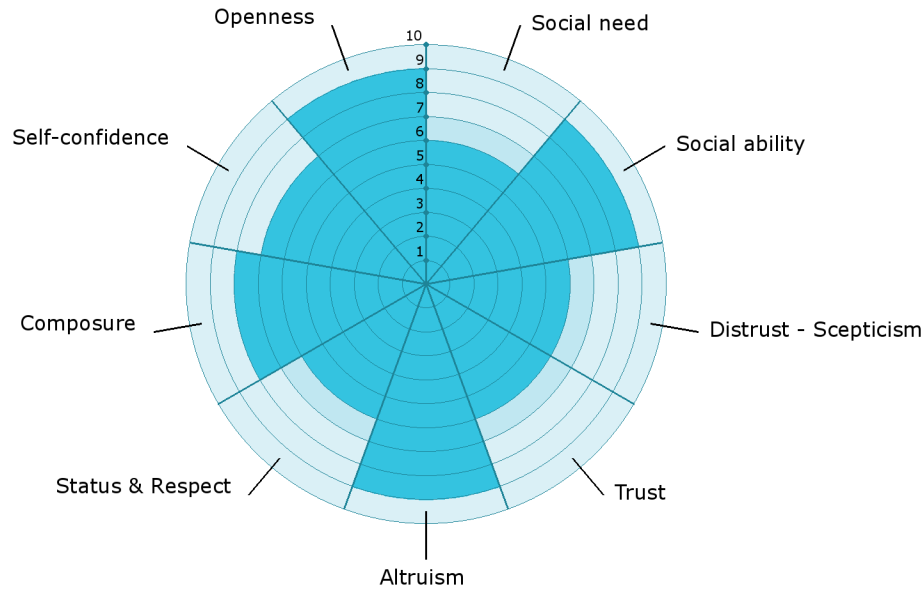 Openness
Social need
10
9
8
7
6
5
4
3
2
1
Self-confidence
Social ability
Composure
Distrust - Scepticism
Status & Respect
Trust
Altruism